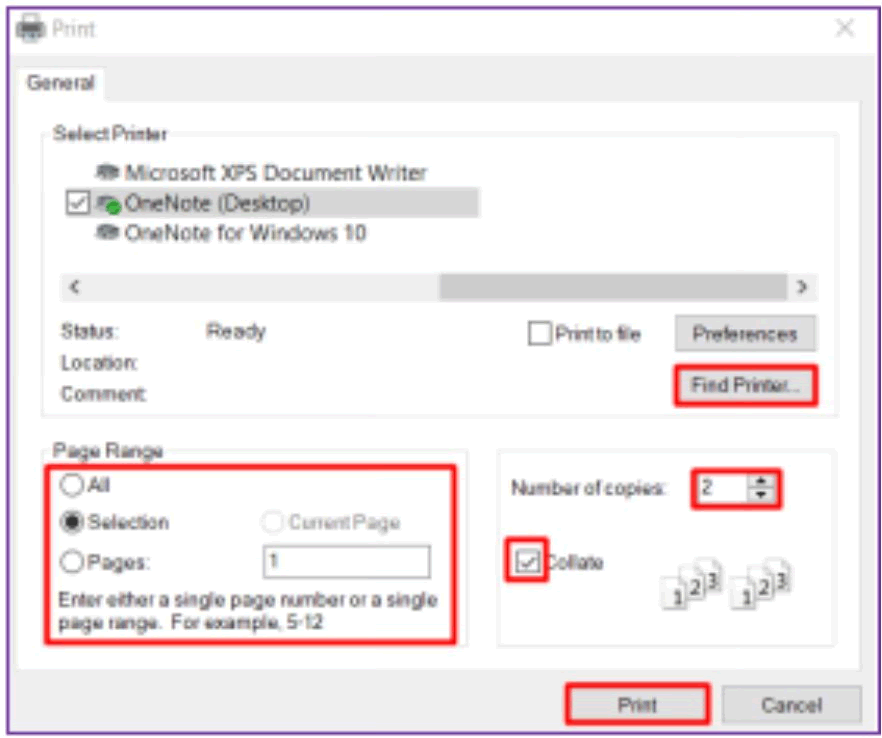 Print
General
Select Printer
Microsoft XPS Document Writer
OneNote (Desktop)
OneNote for Windows 10
Status: Ready
Print to file
Preferences
Location:
Comment:
Find Printer...
Page Range
All
Selection
Current Page
Pages: 1
Enter either a single page number or a single
page range. For example, 5-12
Number of copies: 2
Collate
1 2 3 1 2 3
Print
Cancel